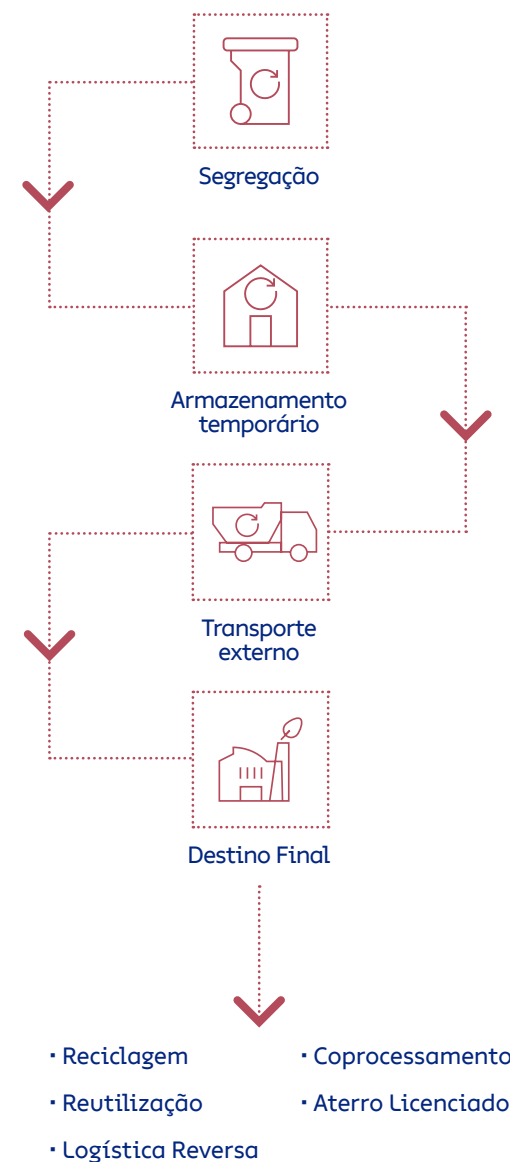 Segregação
Armazenamento
temporário
Transporte
externo
Destino Final
· Reciclagem
· Reutilização
· Logística Reversa
· Coprocessamento
· Aterro Licenciado